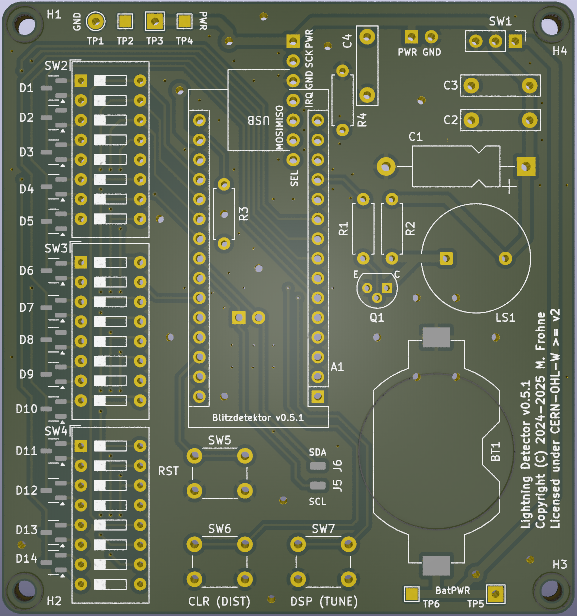 H1
GND
PWR
TP1 TP2 TP3 TP4
SW1
H4
PWR
SCK
GND
IRQ
MOSI
MISO
SEL
USB
C4
PWR GND
C3
C2
C1
+
R4
R3
R1
R2
E C
Q1
LS1
SW2
D1
D2
D3
D4
D5
SW3
D6
D7
D8
D9
D10
SW4
D11
D12
D13
D14
H2
A1
Blitzdetektor v0.5.1
SW5
RST
SDA
J6
J5
SCL
SW6
SW7
CLR (DIST)
DSP (TUNE)
BT1
BatPWR
TP6
TP5
H3
Lightning Detector v0.5.1
Copyright (C) 2024-2025 M. Frohne
Licensed under CERN-OHL-W >= v2